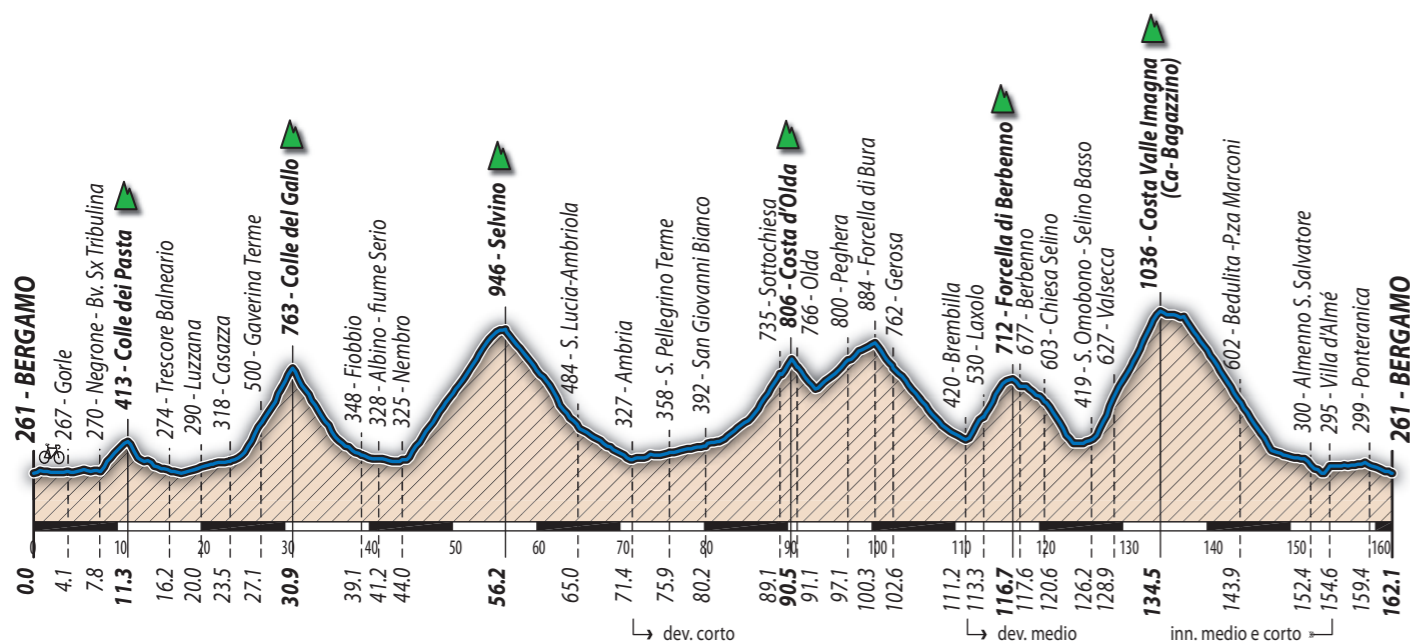 261 - BERGAMO
267 - Gorle
270 - Negrone - Bv. Sx Tribulina
413 - Colle dei Pasta
274 - Trescore Balneario
290 - Luzzana
318 - Casazza
500 - Gaverina Terme
763 - Colle del Gallo
348 - Fiobbio
328 - Albino - fiume Serio
325 - Nembro
946 - Selvino
484 - S. Lucia-Ambriola
327 - Ambria
358 - S. Pellegrino Terme
392 - San Giovanni Bianco
735 - Sottochiesa
806 - Costa d'Olda
766 - Olda
800 - Peghera
884 - Forcella di Bura
762 - Gerosa
420 - Brembilla
530 - Laxolo
712 - Forcella di Berbenno
677 - Berbenno
603 - Chiesa Selino
419 - S. Omobono - Selino Basso
627 - Valsecca
1036 - Costa Valle Imagna
(Ca- Bagazzino)
602 - Bedulita -P.za Marconi
300 - Almenno S. Salvatore
295 - Villa d'Almé
299 - Ponteranica
261 - BERGAMO
0
10
20
30
40
50
60
70
80
90
100
110
120
130
140
150
160
0.0
4.1
7.8
11.3
16.2
20.0
23.5
27.1
30.9
39.1
41.2
44.0
56.2
65.0
71.4
75.9
80.2
89.1
90.5
91.1
97.1
100.3
102.6
111.2
113.3
116.7
117.6
120.6
126.2
128.9
134.5
143.9
152.4
154.6
159.4
162.1
dev. corto
dev. medio
inn. medio e corto